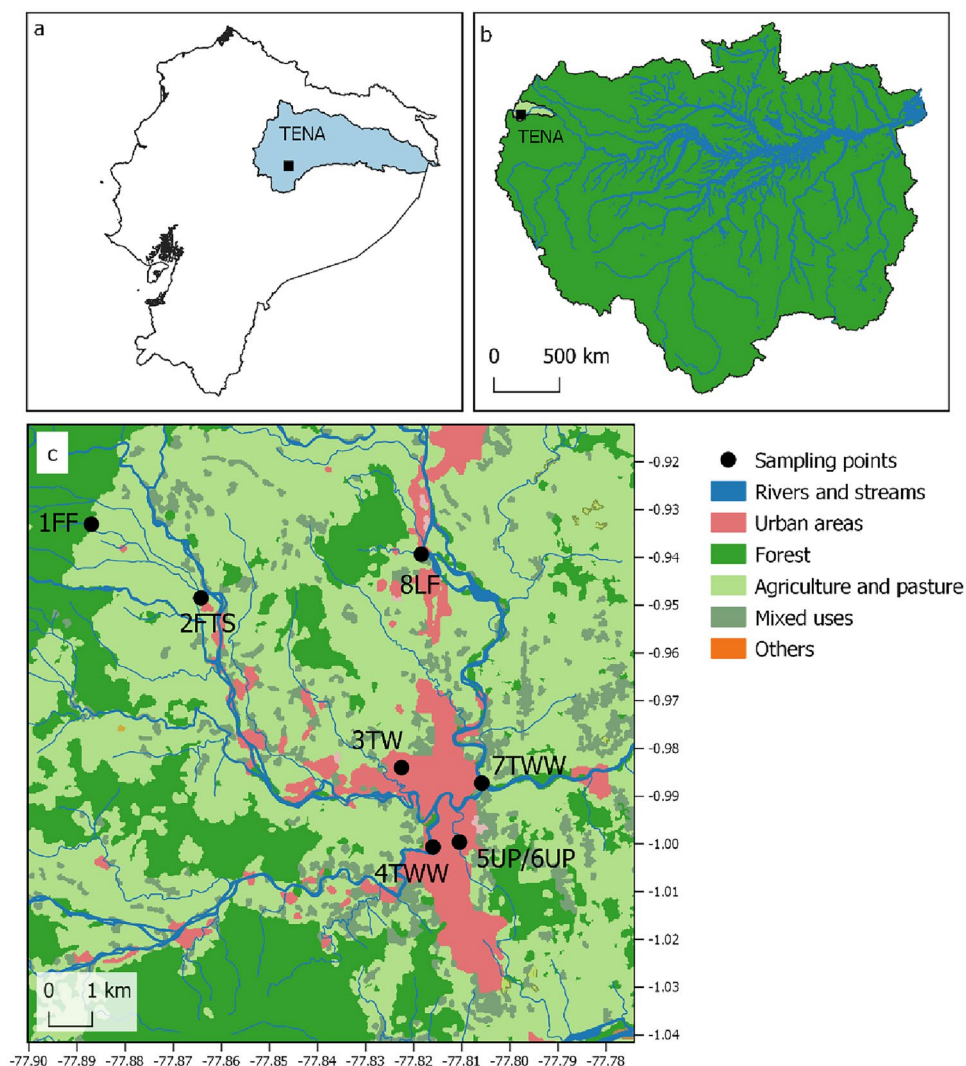 a
TENA
b
TENA
0 500 km
c
1FF
2FTS
8LF
3TW
7TWW
4TWW
5UP/6UP
0 1 km
-0.92
-0.93
-0.94
-0.95
-0.96
-0.97
-0.98
-0.99
-1.00
-1.01
-1.02
-1.03
-1.04
-77.90 -77.89 -77.88 -77.87 -77.86 -77.85 -77.84 -77.83 -77.82 -77.81 -77.80 -77.79 -77.78
Sampling points
Rivers and streams
Urban areas
Forest
Agriculture and pasture
Mixed uses
Others